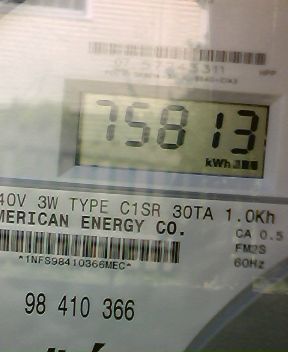 75813
kWh
40V 3W TYPE C1SR 30TA 1.0Kh
MERICAN ENERGY CO.
CA 0.5
FM2S
*1NFS98410366MEC*
60Hz
98 410 366